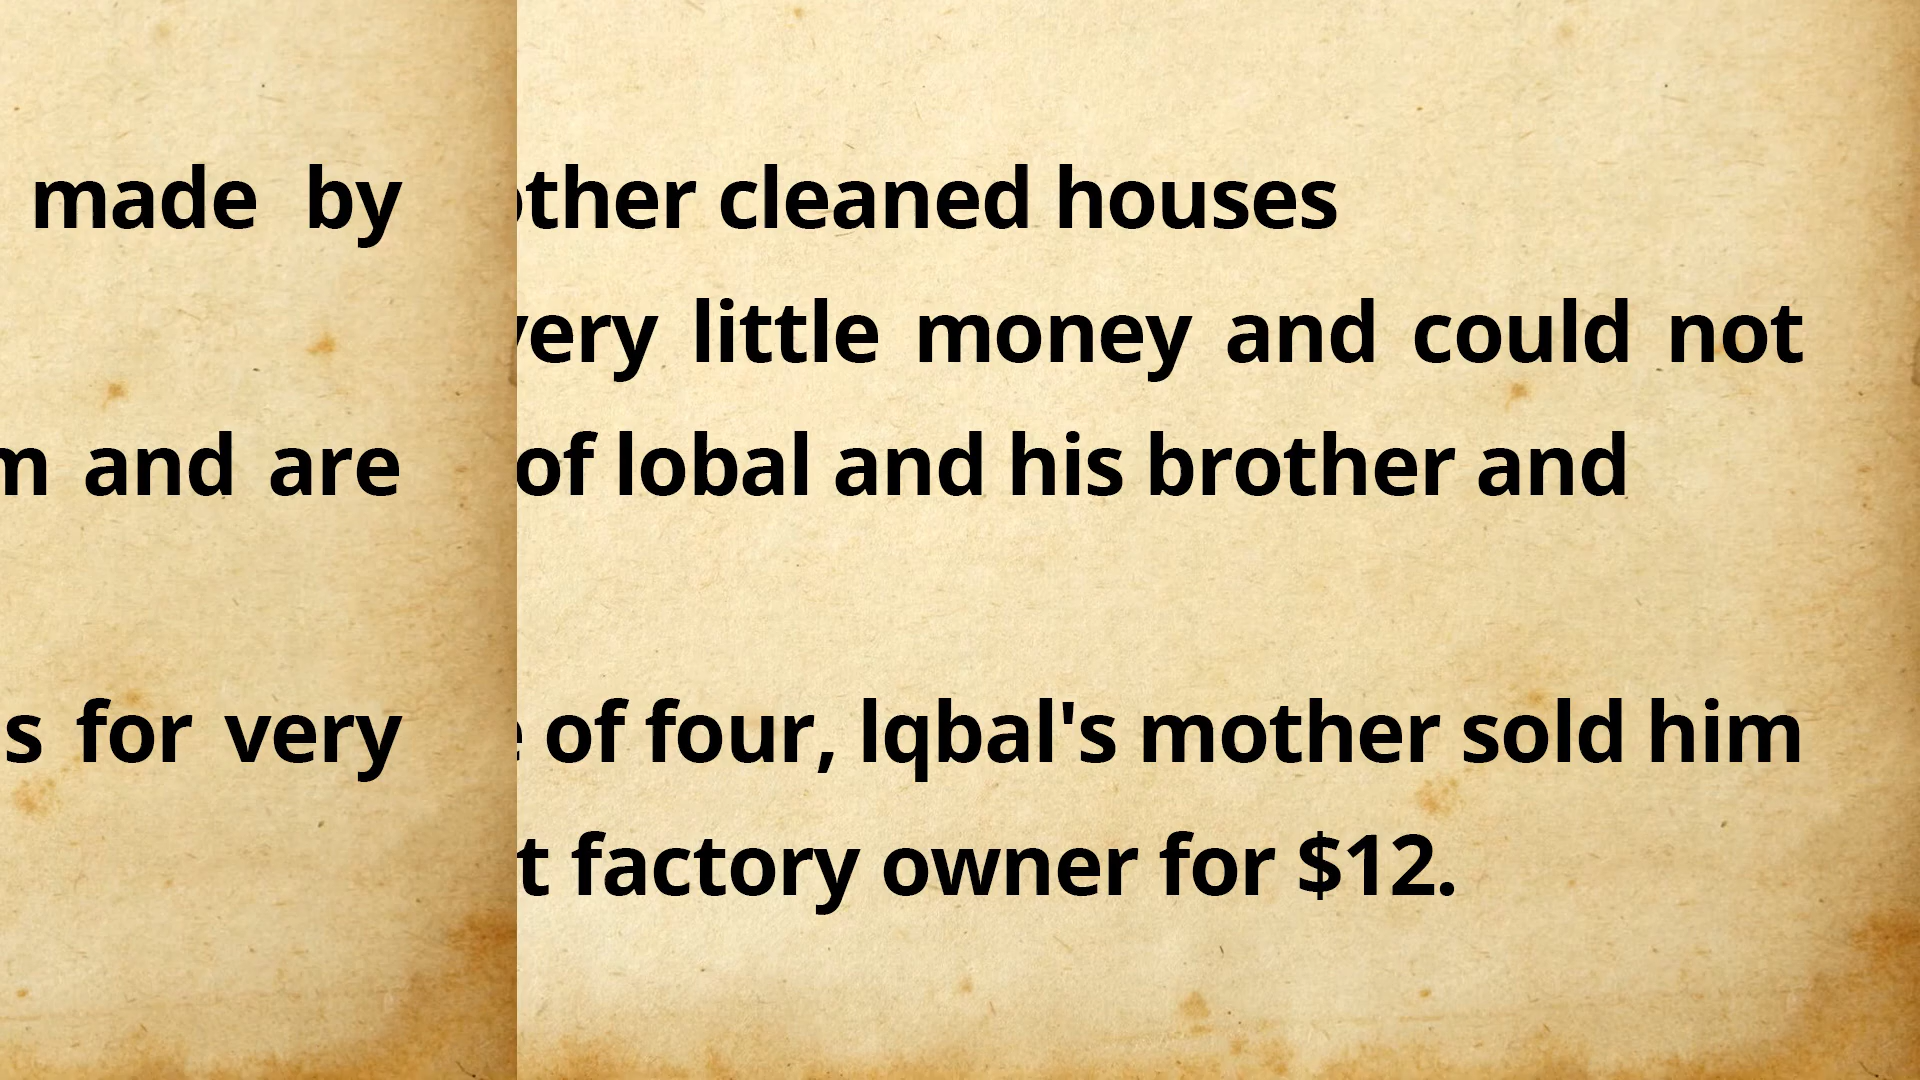 made by
m and are
s for very
other cleaned houses
very little money and could not
of lobal and his brother and
e of four, lqbal's mother sold him
t factory owner for $12.